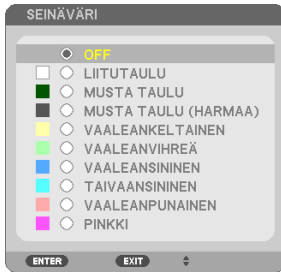 SEINÄVÄRI
OFF
LIITUTAULU
MUSTA TAULU
MUSTA TAULU (HARMAA)
VAALEANKELTAINEN
VAALEANVIHREÄ
VAALEANSININEN
TAIVAANSININEN
VAALEANPUNAINEN
PINKKI
ENTER EXIT